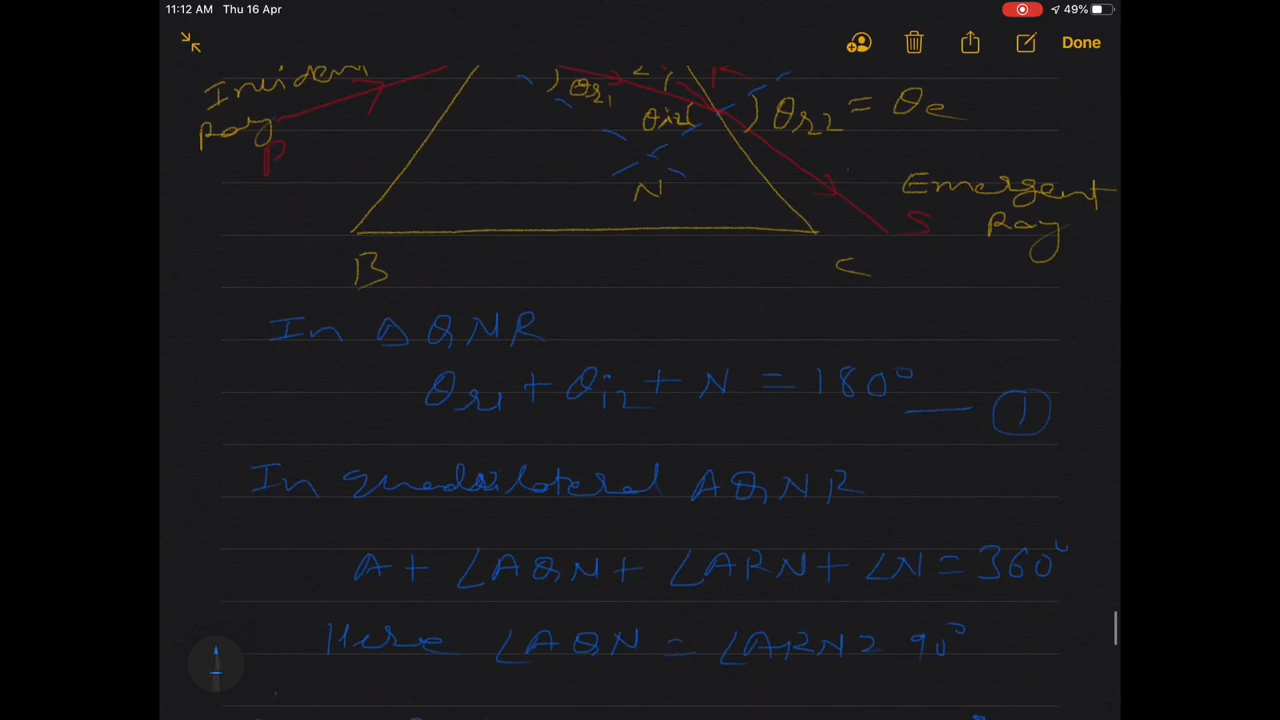 11:12 AM Thu 16 Apr
49%
Done
Incident
Ray
P
θr1
θi2
θr2 = θe
N
Emergent
Ray
S
B
C
In Δ QNR
θr1 + θi2 + N = 180° — ①
In quadrilateral AQNR
A + ∠AQN + ∠ARN + ∠N = 360°
Here ∠AQN = ∠ARN = 90°